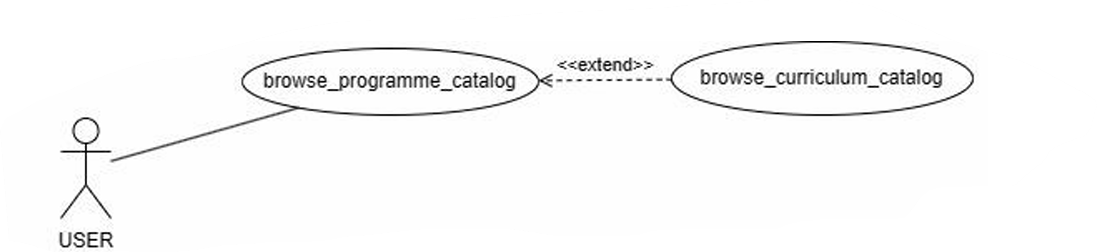 browse_programme_catalog
<<extend>>
browse_curriculum_catalog
USER